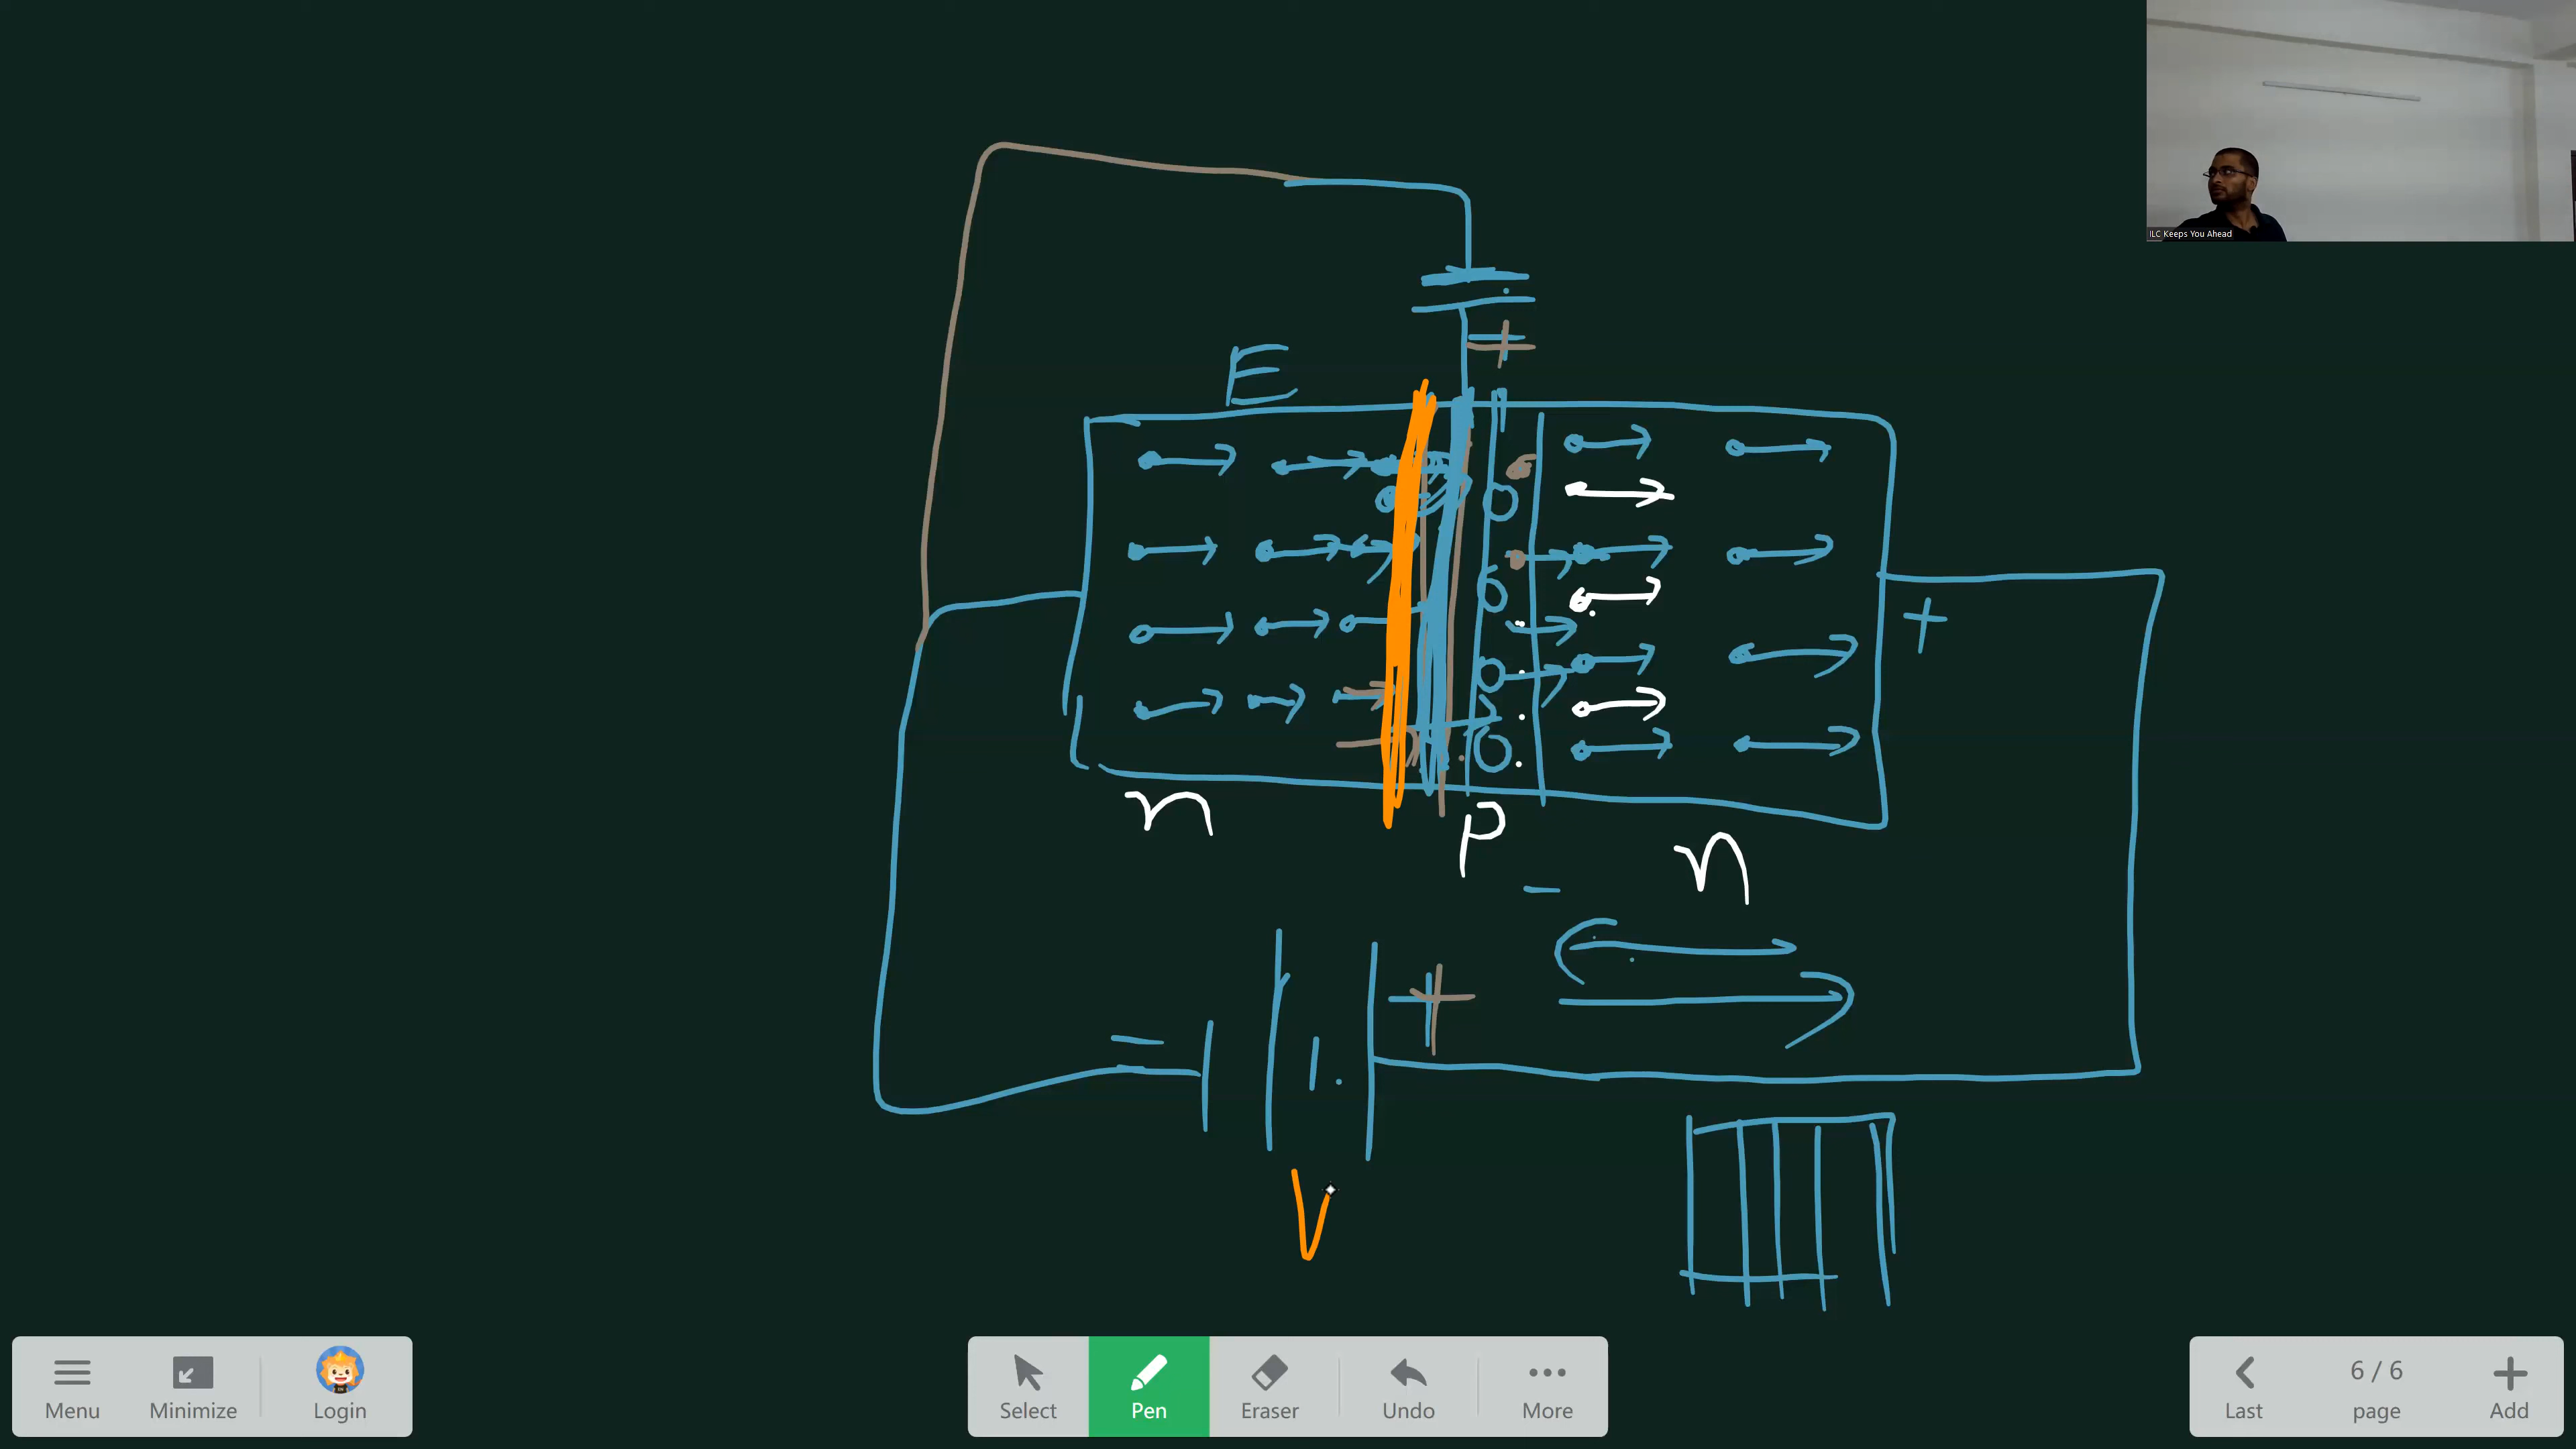 ILC Keeps You Ahead
E
n
p
n
V
Menu
Minimize
Login
Select
Pen
Eraser
Undo
More
Last
6 / 6
page
Add